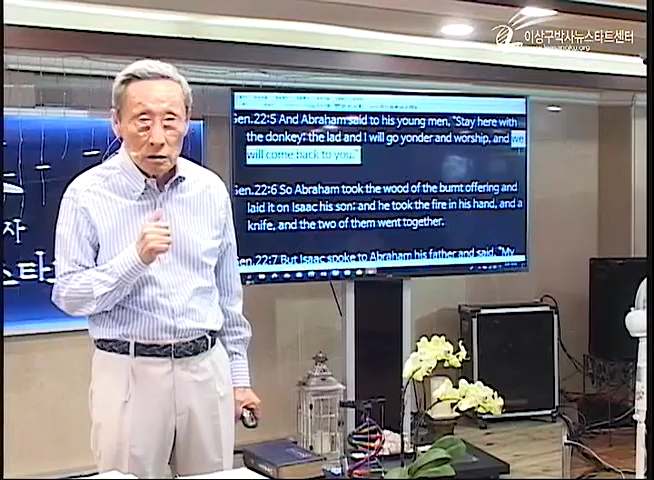 이상구박사뉴스타트센터
Gen.22:5 And Abraham said to his young men, "Stay here with
the donkey; the lad and I will go yonder and worship, and we
will come back to you."
Gen.22:6 So Abraham took the wood of the burnt offering and
laid it on Isaac his son; and he took the fire in his hand, and a
knife, and the two of them went together.
Gen.22:7 But Isaac spoke to Abraham his father and said, "My
자
스타